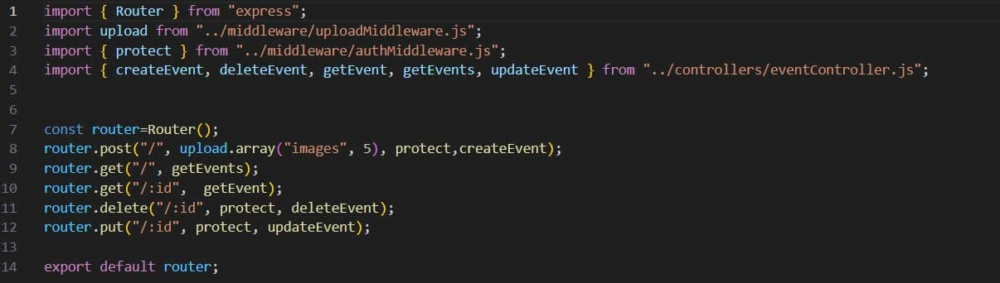 1 import { Router } from "express";
2 import upload from "../middleware/uploadMiddleware.js";
3 import { protect } from "../middleware/authMiddleware.js";
4 import { createEvent, deleteEvent, getEvent, getEvents, updateEvent } from "../controllers/eventController.js";
5
6
7 const router=Router();
8 router.post("/", upload.array("images", 5), protect,createEvent);
9 router.get("/", getEvents);
10 router.get("/:id",  getEvent);
11 router.delete("/:id", protect, deleteEvent);
12 router.put("/:id", protect, updateEvent);
13
14 export default router;